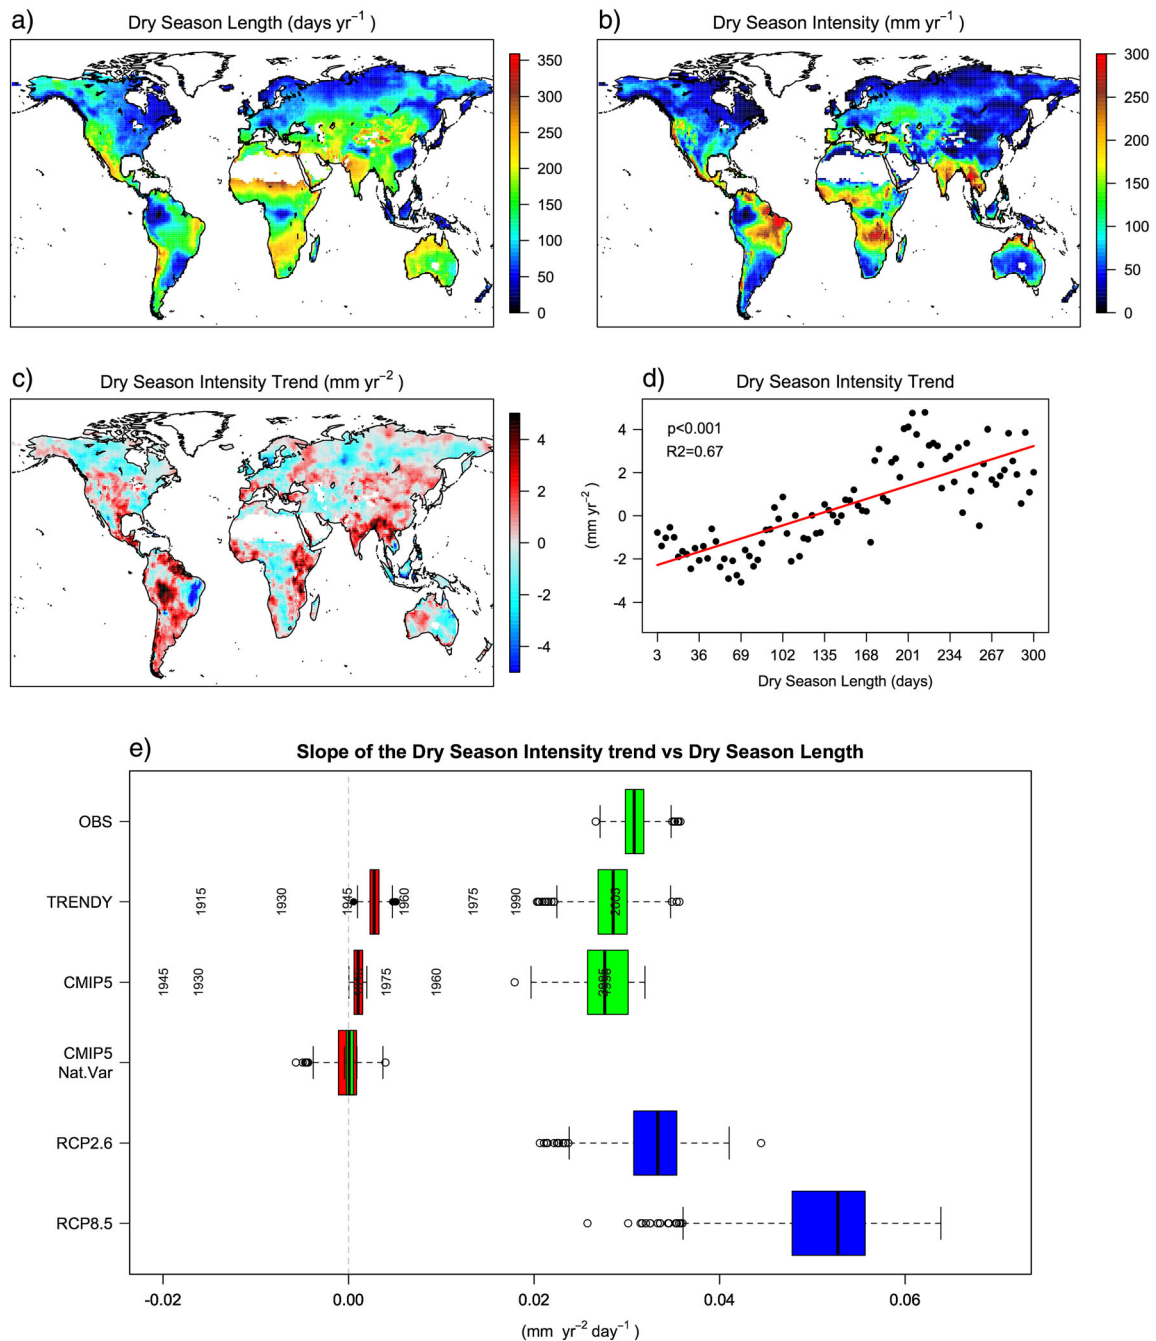 a) Dry Season Length (days yr⁻¹ )
350
300
250
200
150
100
50
0
b) Dry Season Intensity (mm yr⁻¹ )
300
250
200
150
100
50
0
c) Dry Season Intensity Trend (mm yr⁻² )
4
2
0
-2
-4
d) Dry Season Intensity Trend
p<0.001
R2=0.67
(mm yr⁻²)
4
2
0
-2
-4
3 36 69 102 135 168 201 234 267 300
Dry Season Length (days)
e) Slope of the Dry Season Intensity trend vs Dry Season Length
OBS
TRENDY 1915 1930 1945 1960 1975 1990 2003
CMIP5 1945 1930 1975 1960
CMIP5
Nat.Var
RCP2.6
RCP8.5
-0.02 0.00 0.02 0.04 0.06
(mm yr⁻² day⁻¹ )